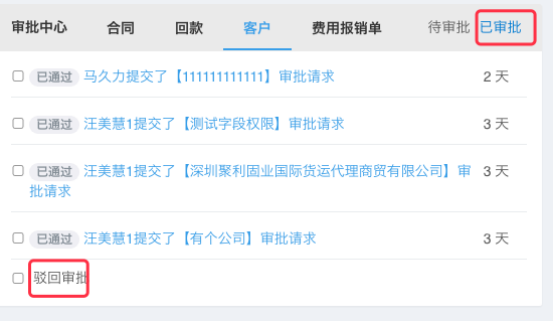 审批中心 合同 回款 客户 费用报销单 待审批 已审批
已通过 马久力提交了【111111111111】审批请求 2 天
已通过 汪美慧1提交了【测试字段权限】审批请求 3 天
已通过 汪美慧1提交了【深圳聚利固业国际货运代理商贸有限公司】审 3 天
批请求
已通过 汪美慧1提交了【有个公司】审批请求 3 天
驳回审批